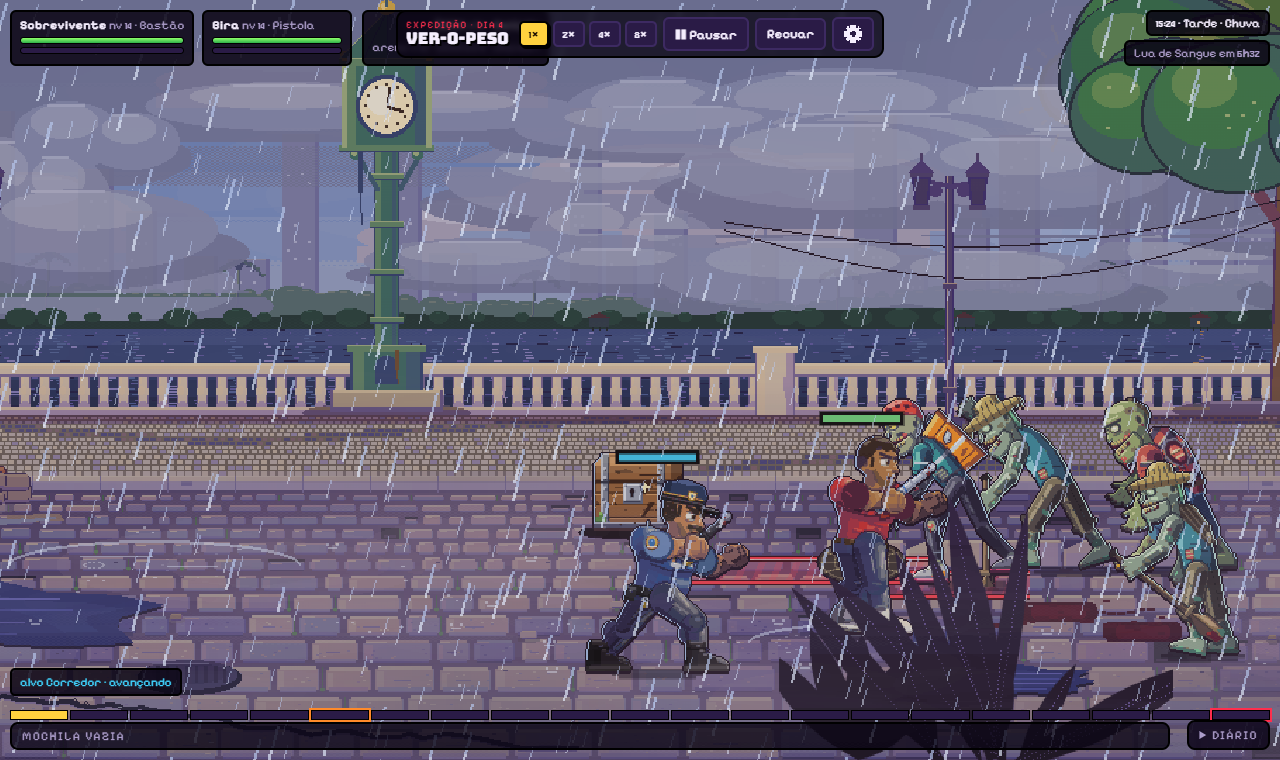 Sobrevivente nv 14 · Bastão
Gira nv 14 · Pistola
EXPEDIÇÃO · DIA 4
VER-O-PESO
1×
2×
4×
8×
Pausar
Recuar
15:24 · Tarde · Chuva
Lua de Sangue em 5h32
alvo Corredor · avançando
MOCHILA VAZIA
DIÁRIO